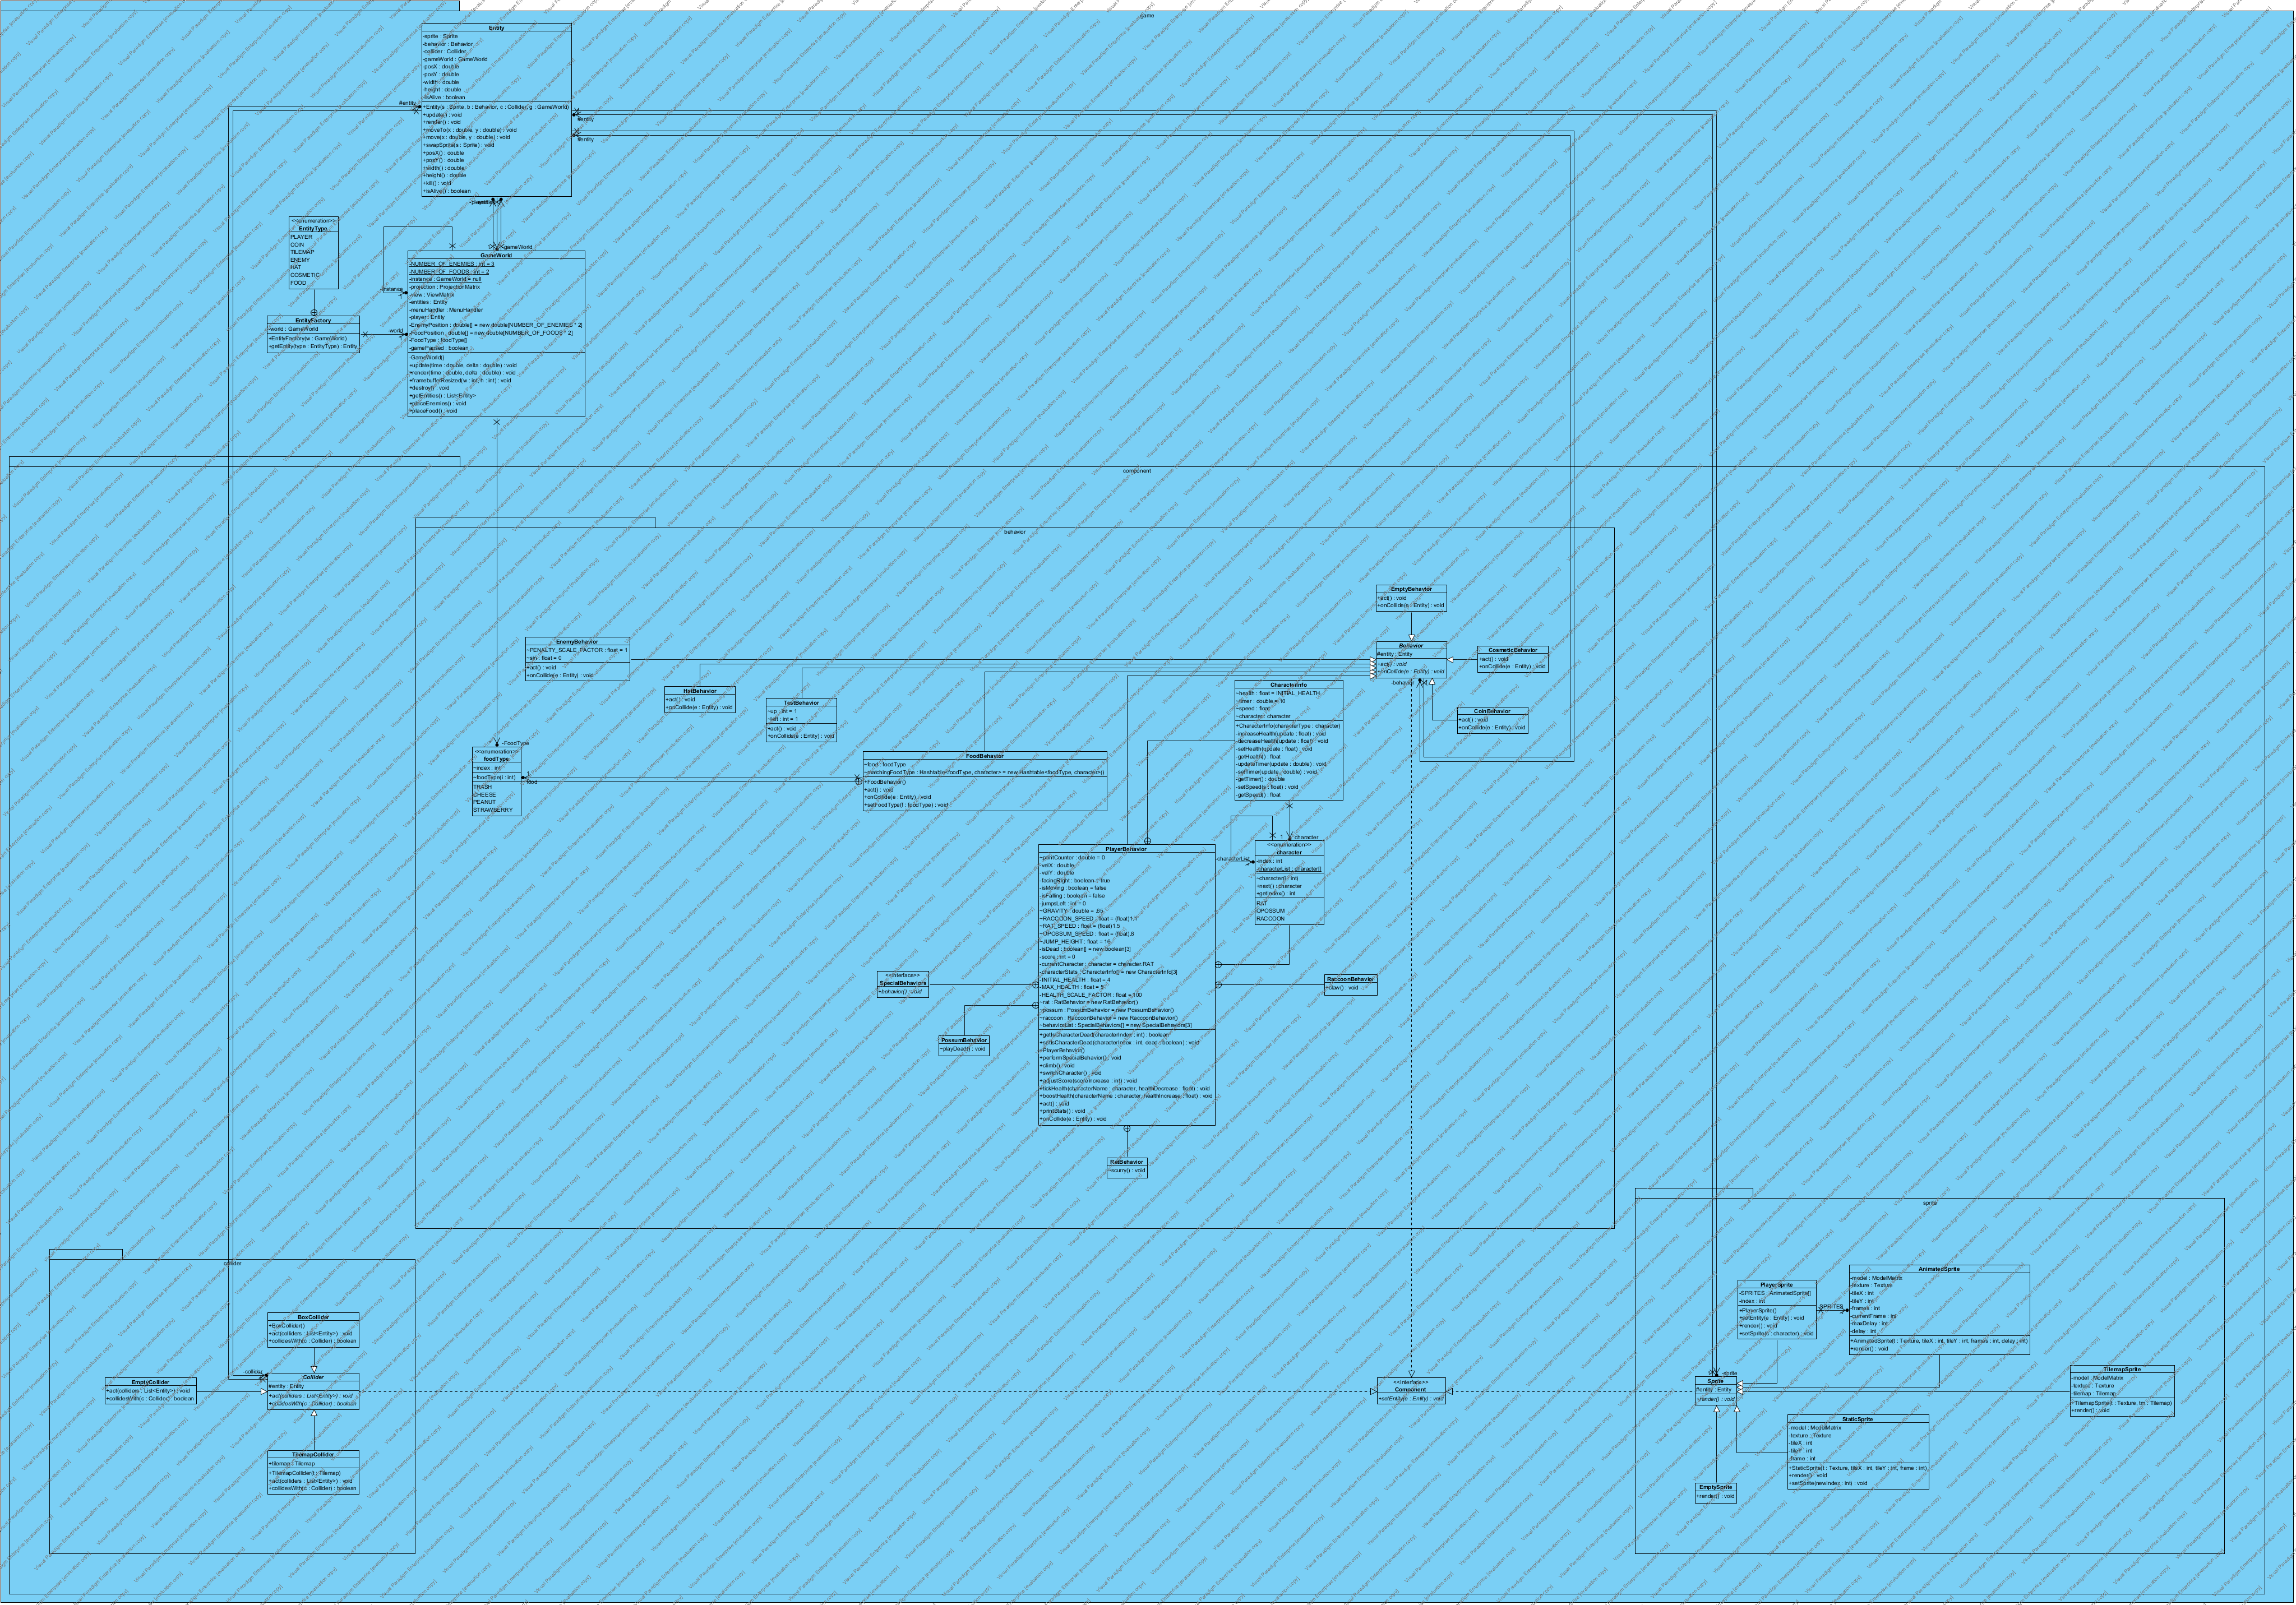 game
Entity
-sprite : Sprite
-behavior : Behavior
-collider : Collider
-gameWorld : GameWorld
-posX : double
-posY : double
-width : double
-height : double
-isAlive : boolean
+Entity(s : Sprite, b : Behavior, c : Collider, g : GameWorld)
+update() : void
+render() : void
+moveTo(x : double, y : double) : void
+move(x : double, y : double) : void
+swapSprite(s : Sprite) : void
+posX() : double
+posY() : double
+width() : double
+height() : double
+kill() : void
+isAlive() : boolean
#entity
#entity
#entity
<<enumeration>>
EntityType
PLAYER
COIN
TILEMAP
ENEMY
HAT
COSMETIC
FOOD
EntityFactory
-world : GameWorld
+EntityFactory(w : GameWorld)
+getEntity(type : EntityType) : Entity
-world
-instance
-gameWorld
GameWorld
-NUMBER_OF_ENEMIES : int = 3
-NUMBER_OF_FOODS : int = 2
-instance : GameWorld = null
-projection : ProjectionMatrix
-view : ViewMatrix
-entities : Entity
-menuHandler : MenuHandler
-player : Entity
-EnemyPosition : double[] = new double[NUMBER_OF_ENEMIES * 2]
-FoodPosition : double[] = new double[NUMBER_OF_FOODS * 2]
-FoodType : foodType[]
-gamePaused : boolean
-GameWorld()
+update(time : double, delta : double) : void
+render(time : double, delta : double) : void
+framebufferResized(w : int, h : int) : void
+destroy() : void
+getEntities() : List<Entity>
+placeEnemies() : void
+placeFood() : void
component
behavior
EmptyBehavior
+act() : void
+onCollide(e : Entity) : void
Behavior
#entity : Entity
+act() : void
+onCollide(e : Entity) : void
-behavior
CosmeticBehavior
+act() : void
+onCollide(e : Entity) : void
CoinBehavior
+act() : void
+onCollide(e : Entity) : void
EnemyBehavior
~PENALTY_SCALE_FACTOR : float = 1
~sin : float = 0
+act() : void
+onCollide(e : Entity) : void
HatBehavior
+act() : void
+onCollide(e : Entity) : void
TestBehavior
~up : int = 1
~left : int = 1
+act() : void
+onCollide(e : Entity) : void
-FoodType
<<enumeration>>
foodType
~index : int
~foodType(i : int)
TRASH
CHEESE
PEANUT
STRAWBERRY
~food
FoodBehavior
~food : foodType
~matchingFoodType : Hashtable<foodType, character> = new Hashtable<foodType, character>()
+FoodBehavior()
+act() : void
+onCollide(e : Entity) : void
+setFoodType(f : foodType) : void
CharacterInfo
~health : float = INITIAL_HEALTH
~timer : double = 10
~speed : float
~character : character
+CharacterInfo(characterType : character)
-increaseHealth(update : float) : void
-decreaseHealth(update : float) : void
-setHealth(update : float) : void
-getHealth() : float
-updateTimer(update : double) : void
-setTimer(update : double) : void
-getTimer() : double
-setSpeed(s : float) : void
-getSpeed() : float
1
~character
-characterList
<<enumeration>>
character
-index : int
-characterList : character[]
~character(i : int)
+next() : character
+getIndex() : int
RAT
OPOSSUM
RACCOON
PlayerBehavior
~printCounter : double = 0
-velX : double
-velY : double
-facingRight : boolean = true
-isMoving : boolean = false
-isFalling : boolean = false
-jumpsLeft : int = 0
~GRAVITY : double = .65
~RACCOON_SPEED : float = (float)1.1
~RAT_SPEED : float = (float)1.5
~OPOSSUM_SPEED : float = (float).8
~JUMP_HEIGHT : float = 16
-isDead : boolean[] = new boolean[3]
-score : int = 0
-currentCharacter : character = character.RAT
-characterStats : CharacterInfo[] = new CharacterInfo[3]
-INITIAL_HEALTH : float = 4
-MAX_HEALTH : float = 5
-HEALTH_SCALE_FACTOR : float = 100
~rat : RatBehavior = new RatBehavior()
~possum : PossumBehavior = new PossumBehavior()
~raccoon : RaccoonBehavior = new RaccoonBehavior()
~behaviorList : SpecialBehaviors[] = new SpecialBehaviors[3]
+getIsCharacterDead(characterIndex : int) : boolean
+setIsCharacterDead(characterIndex : int, dead : boolean) : void
+PlayerBehavior()
+performSpecialBehavior() : void
+climb() : void
+switchCharacter() : void
+adjustScore(scoreIncrease : int) : void
+tickHealth(characterName : character, healthDecrease : float) : void
+boostHealth(characterName : character, healthIncrease : float) : void
+act() : void
+printStats() : void
+onCollide(e : Entity) : void
<<Interface>>
SpecialBehaviors
+behavior() : void
RaccoonBehavior
~claw() : void
PossumBehavior
~playDead() : void
RatBehavior
~scurry() : void
sprite
PlayerSprite
-SPRITES : AnimatedSprite[]
-index : int
+PlayerSprite()
+setEntity(e : Entity) : void
+render() : void
+setSprite(c : character) : void
-SPRITES
AnimatedSprite
-model : ModelMatrix
-texture : Texture
-tileX : int
-tileY : int
-frames : int
-currentFrame : int
-maxDelay : int
-delay : int
+AnimatedSprite(t : Texture, tileX : int, tileY : int, frames : int, delay : int)
+render() : void
-sprite
Sprite
#entity : Entity
+render() : void
TilemapSprite
-model : ModelMatrix
-texture : Texture
-tilemap : Tilemap
+TilemapSprite(t : Texture, tm : Tilemap)
+render() : void
StaticSprite
-model : ModelMatrix
-texture : Texture
-tileX : int
-tileY : int
-frame : int
+StaticSprite(t : Texture, tileX : int, tileY : int, frame : int)
+render() : void
+setSprite(newIndex : int) : void
EmptySprite
+render() : void
collider
BoxCollider
+BoxCollider()
+act(colliders : List<Entity>) : void
+collidesWith(c : Collider) : boolean
-collider
Collider
#entity : Entity
+act(colliders : List<Entity>) : void
+collidesWith(c : Collider) : boolean
EmptyCollider
+act(colliders : List<Entity>) : void
+collidesWith(c : Collider) : boolean
TilemapCollider
+tilemap : Tilemap
+TilemapCollider(t : Tilemap)
+act(colliders : List<Entity>) : void
+collidesWith(c : Collider) : boolean
<<Interface>>
Component
+setEntity(e : Entity) : void